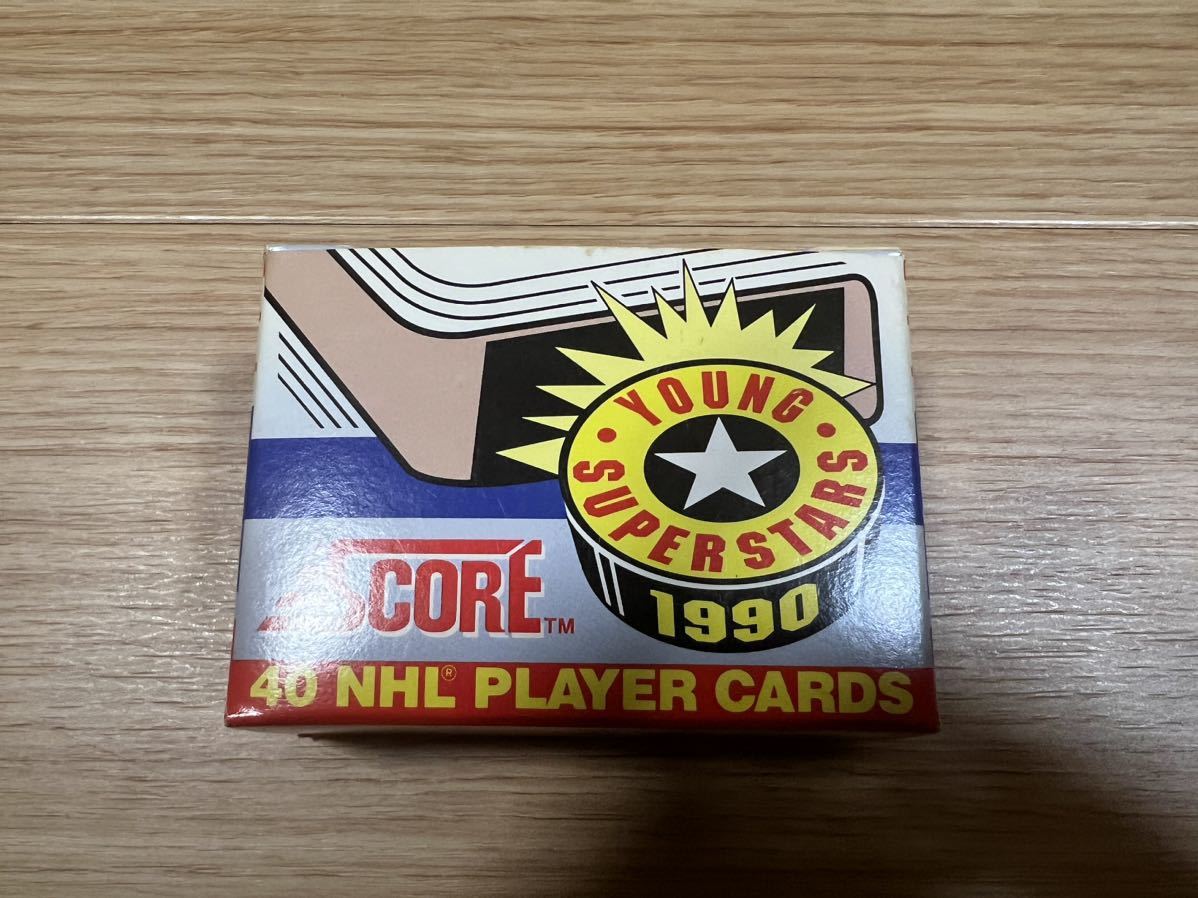 · YOUNG ·
SUPERSTARS
1990
SCORE™
40 NHL® PLAYER CARDS